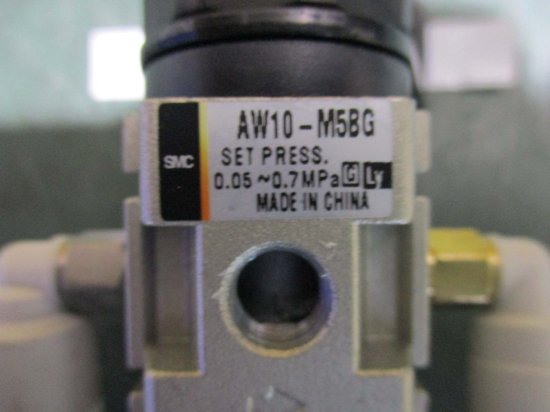 AW10-M5BG
SMC
SET PRESS.
0.05~0.7MPa
MADE IN CHINA